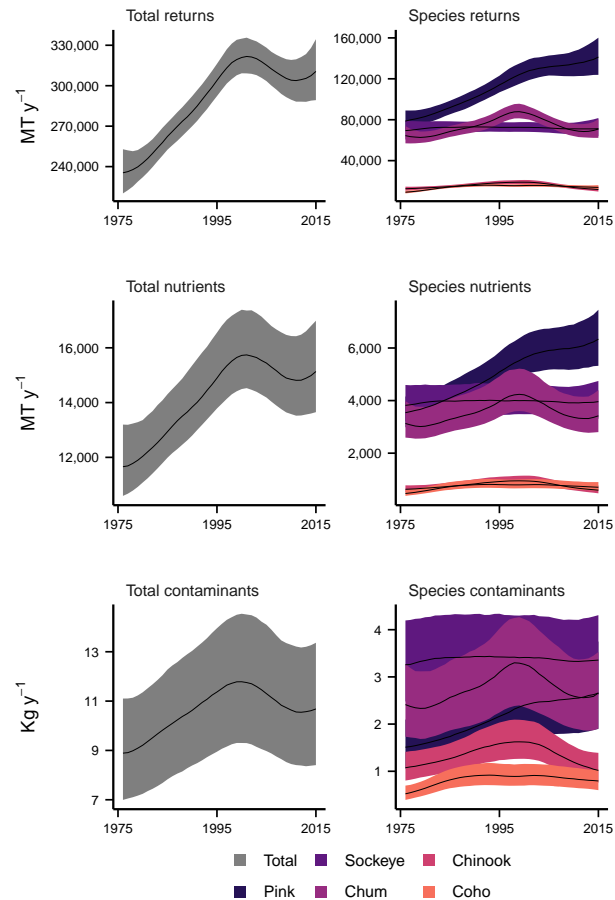 Total returns
Species returns
MT y⁻¹
330,000
300,000
270,000
240,000
1975 1995 2015
160,000
120,000
80,000
40,000
1975 1995 2015
Total nutrients
Species nutrients
MT y⁻¹
16,000
14,000
12,000
1975 1995 2015
6,000
4,000
2,000
1975 1995 2015
Total contaminants
Species contaminants
Kg y⁻¹
13
11
9
7
1975 1995 2015
4
3
2
1
1975 1995 2015
Total Sockeye Chinook
Pink Chum Coho